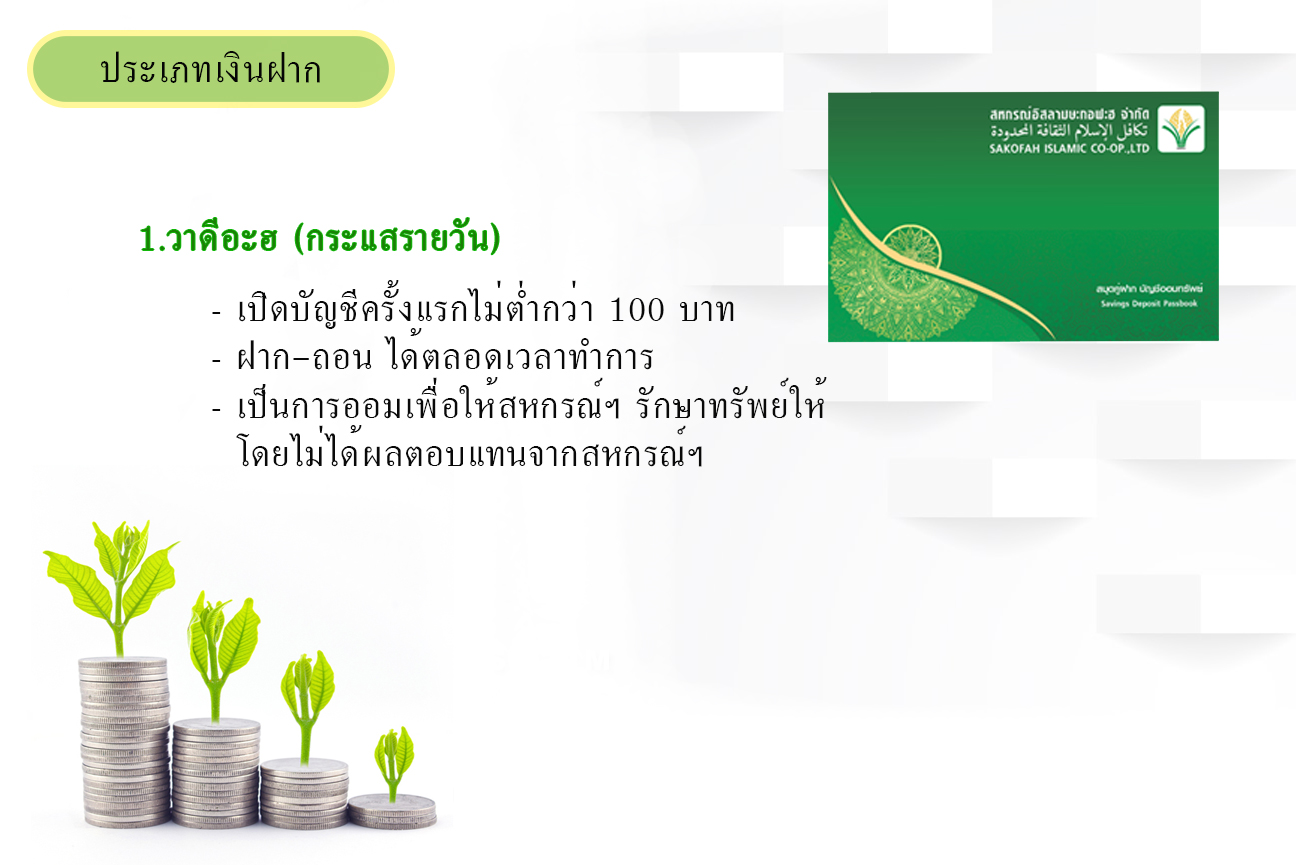 ประเภทเงินฝาก
สหกรณ์อิสลามษะกอฟะฮ จำกัด
تكافل الإسلام الثقافة المحدودة
SAKOFAH ISLAMIC CO-OP.,LTD
1.วาดีอะฮ (กระแสรายวัน)
- เปิดบัญชีครั้งแรกไม่ต่ำกว่า 100 บาท
- ฝาก-ถอน ได้ตลอดเวลาทำการ
- เป็นการออมเพื่อให้สหกรณ์ฯ รักษาทรัพย์ให้
โดยไม่ได้ผลตอบแทนจากสหกรณ์ฯ
สมุดคู่ฝาก บัญชีออมทรัพย์
Savings Deposit Passbook